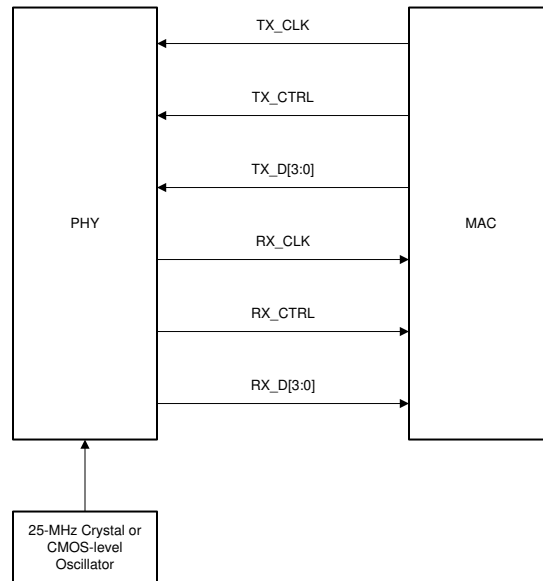 TX_CLK
TX_CTRL
TX_D[3:0]
PHY
MAC
RX_CLK
RX_CTRL
RX_D[3:0]
25-MHz Crystal or
CMOS-level
Oscillator